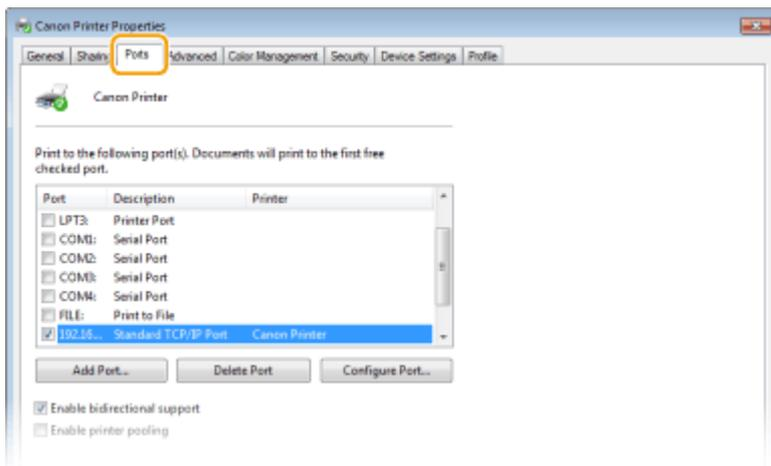 Canon Printer Properties
General Sharing Ports Advanced Color Management Security Device Settings Profile
Canon Printer
Print to the following port(s). Documents will print to the first free
checked port.
Port Description Printer
LPT3: Printer Port
COM1: Serial Port
COM2: Serial Port
COM3: Serial Port
COM4: Serial Port
FILE: Print to File
192.16... Standard TCP/IP Port Canon Printer
Add Port... Delete Port Configure Port...
Enable bidirectional support
Enable printer pooling